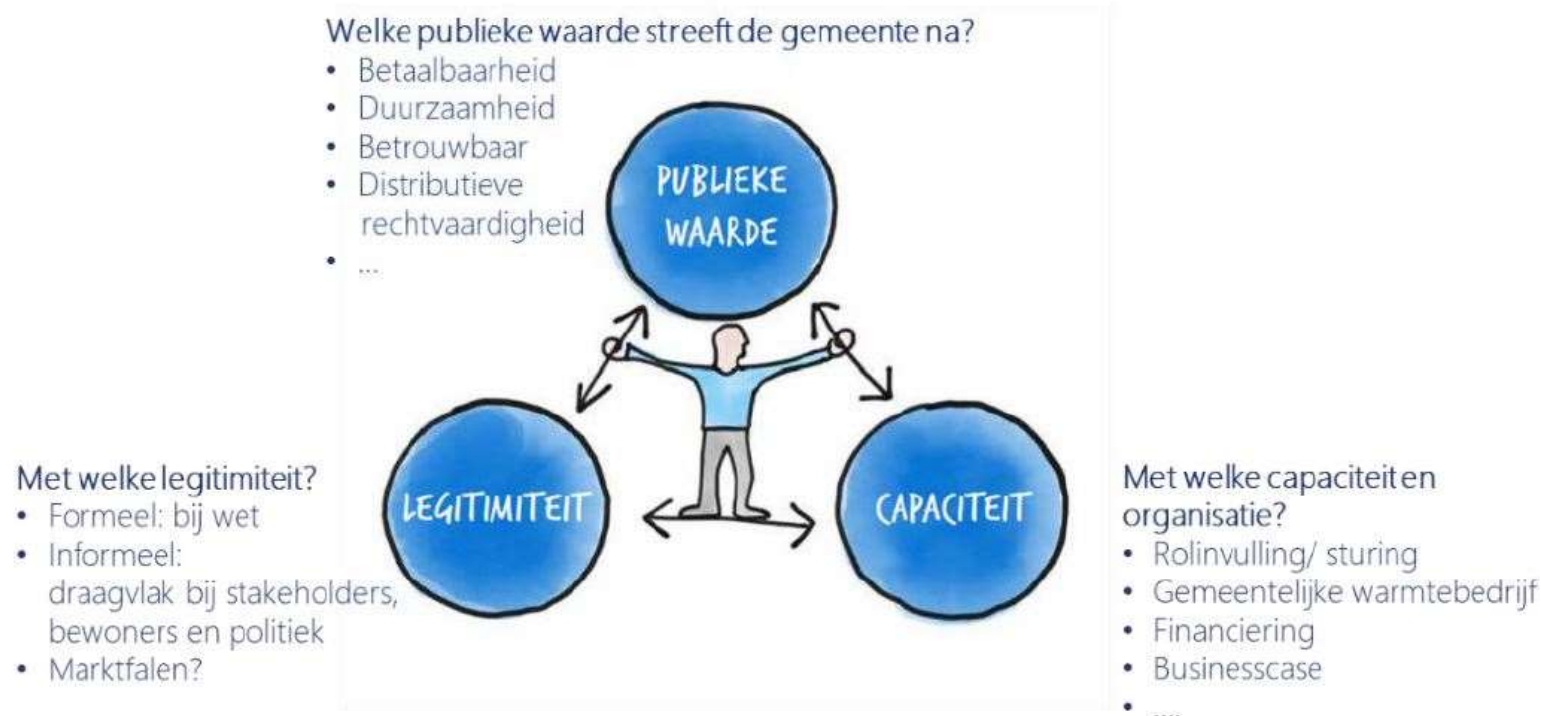 Welke publieke waarde streeft de gemeente na?
• Betaalbaarheid
• Duurzaamheid
• Betrouwbaar
• Distributieve
rechtvaardigheid
• ...
PUBLIEKE
WAARDE
LEGITIMITEIT
CAPACITEIT
Met welke legitimiteit?
• Formeel: bij wet
• Informeel:
draagvlak bij stakeholders,
bewoners en politiek
• Marktfalen?
Met welke capaciteit en
organisatie?
• Rolinvulling/ sturing
• Gemeentelijke warmtebedrijf
• Financiering
• Businesscase
• ....